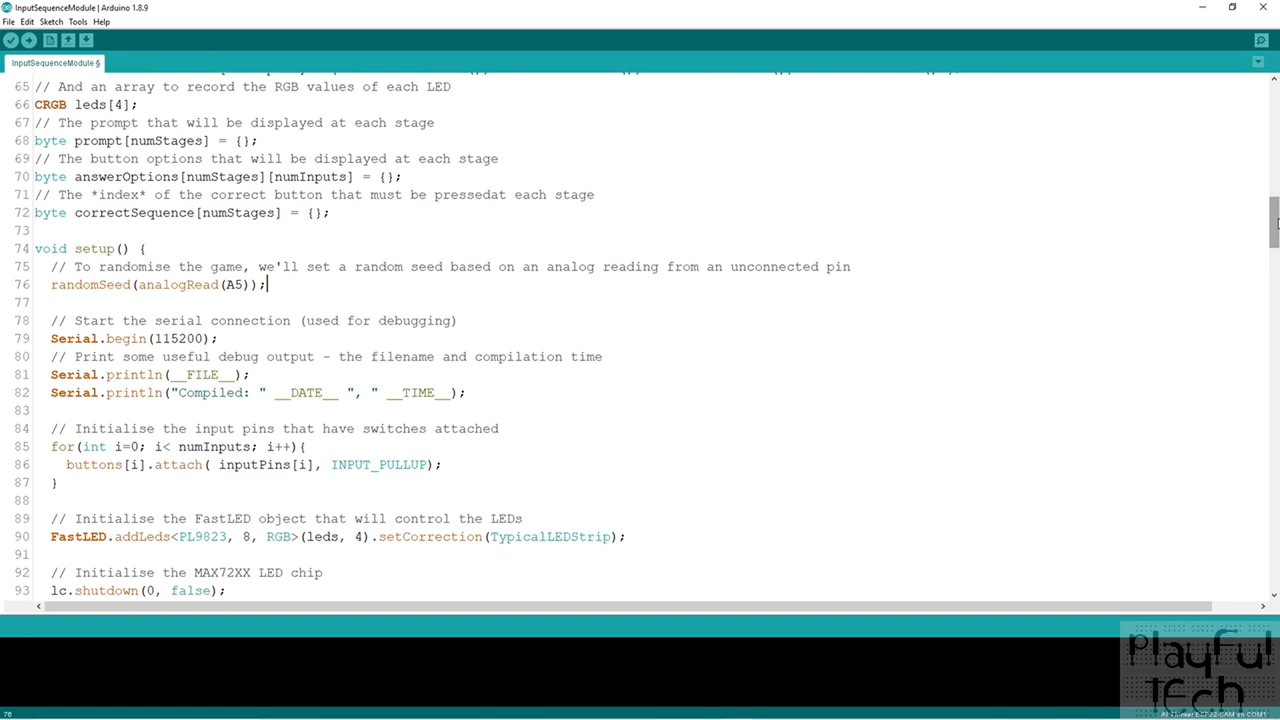 InputSequenceModule | Arduino 1.8.9
File Edit Sketch Tools Help
InputSequenceModule §
65 // And an array to record the RGB values of each LED
66 CRGB leds[4];
67 // The prompt that will be displayed at each stage
68 byte prompt[numStages] = {};
69 // The button options that will be displayed at each stage
70 byte answerOptions[numStages][numInputs] = {};
71 // The *index* of the correct button that must be pressedat each stage
72 byte correctSequence[numStages] = {};
73
74 void setup() {
75 // To randomise the game, we'll set a random seed based on an analog reading from an unconnected pin
76 randomSeed(analogRead(A5));
77
78 // Start the serial connection (used for debugging)
79 Serial.begin(115200);
80 // Print some useful debug output - the filename and compilation time
81 Serial.println(__FILE__);
82 Serial.println("Compiled: " __DATE__ ", " __TIME__);
83
84 // Initialise the input pins that have switches attached
85 for(int i=0; i< numInputs; i++){
86 buttons[i].attach( inputPins[i], INPUT_PULLUP);
87 }
88
89 // Initialise the FastLED object that will control the LEDs
90 FastLED.addLeds<PL9823, 8, RGB>(leds, 4).setCorrection(TypicalLEDStrip);
91
92 // Initialise the MAX72XX LED chip
93 lc.shutdown(0, false);
Playful
Tech
76
AI Thinker ESP32-CAM en COM1